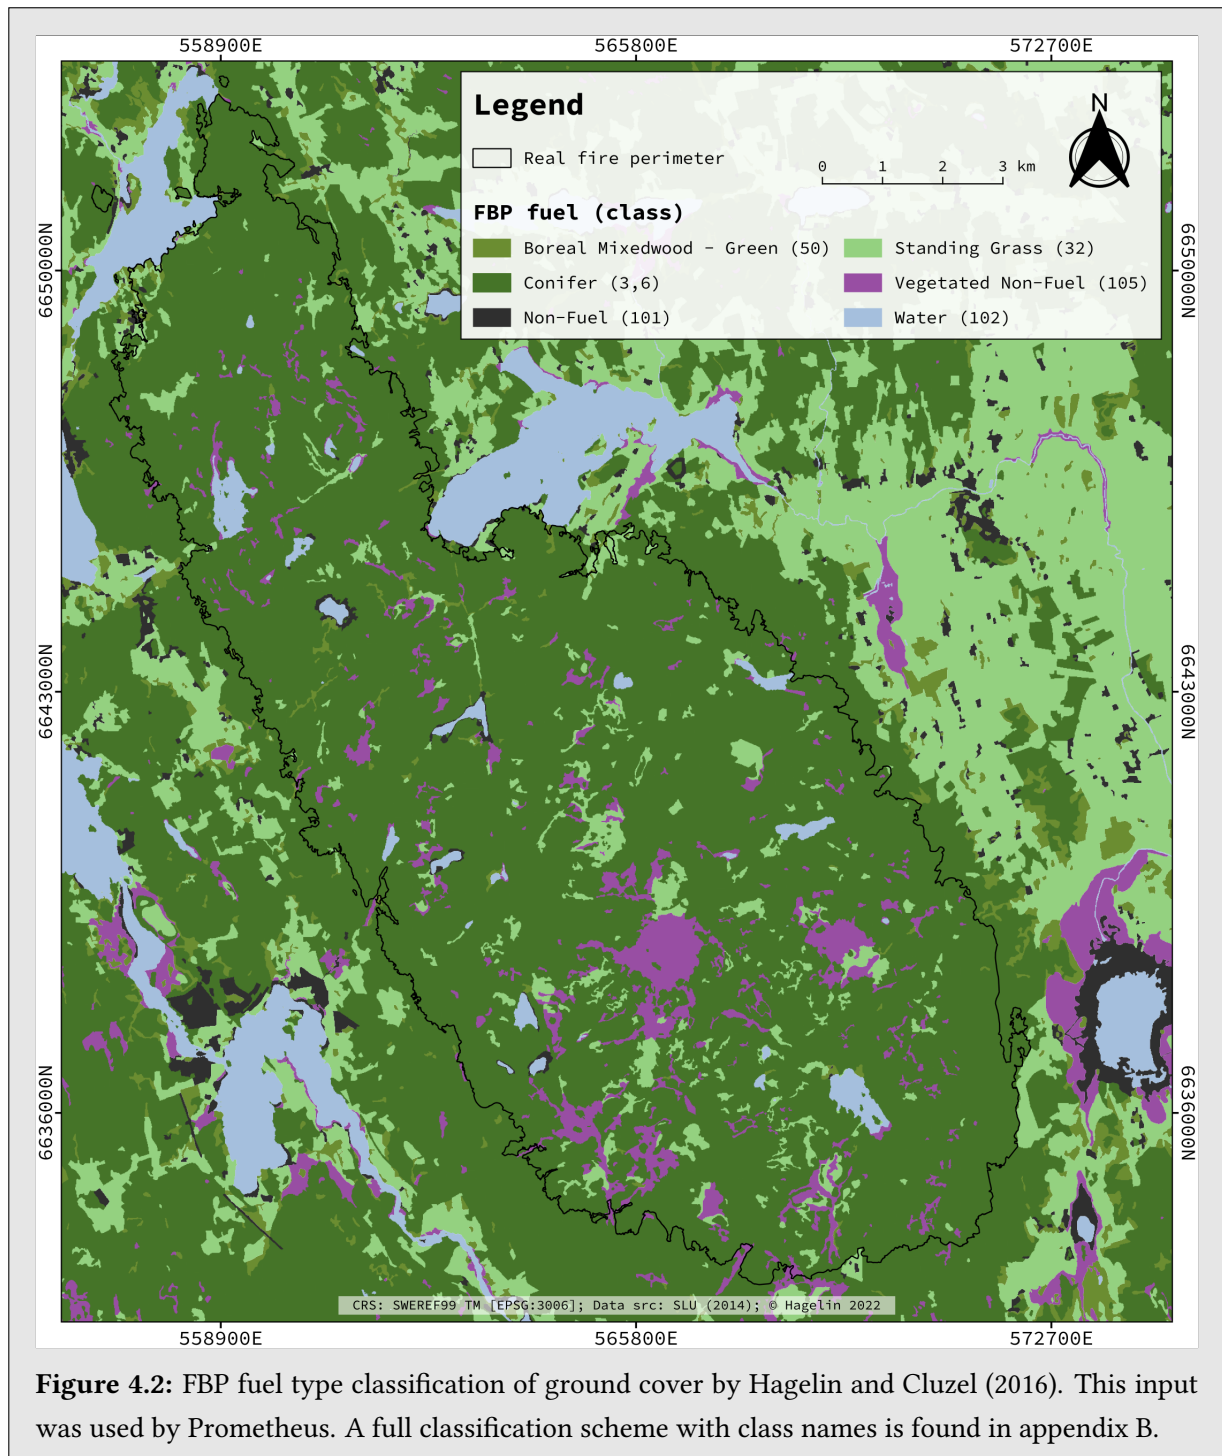 558900E 565800E 572700E
Legend
N
Real fire perimeter
0 1 2 3 km
FBP fuel (class)
Boreal Mixedwood - Green (50)
Standing Grass (32)
Conifer (3,6)
Vegetated Non-Fuel (105)
Non-Fuel (101)
Water (102)
6650000N
6650000N
6643000N
6643000N
6636000N
6636000N
CRS: SWEREF99 TM [EPSG:3006]; Data src: SLU (2014); © Hagelin 2022
558900E 565800E 572700E
Figure 4.2: FBP fuel type classification of ground cover by Hagelin and Cluzel (2016). This input
was used by Prometheus. A full classification scheme with class names is found in appendix B.